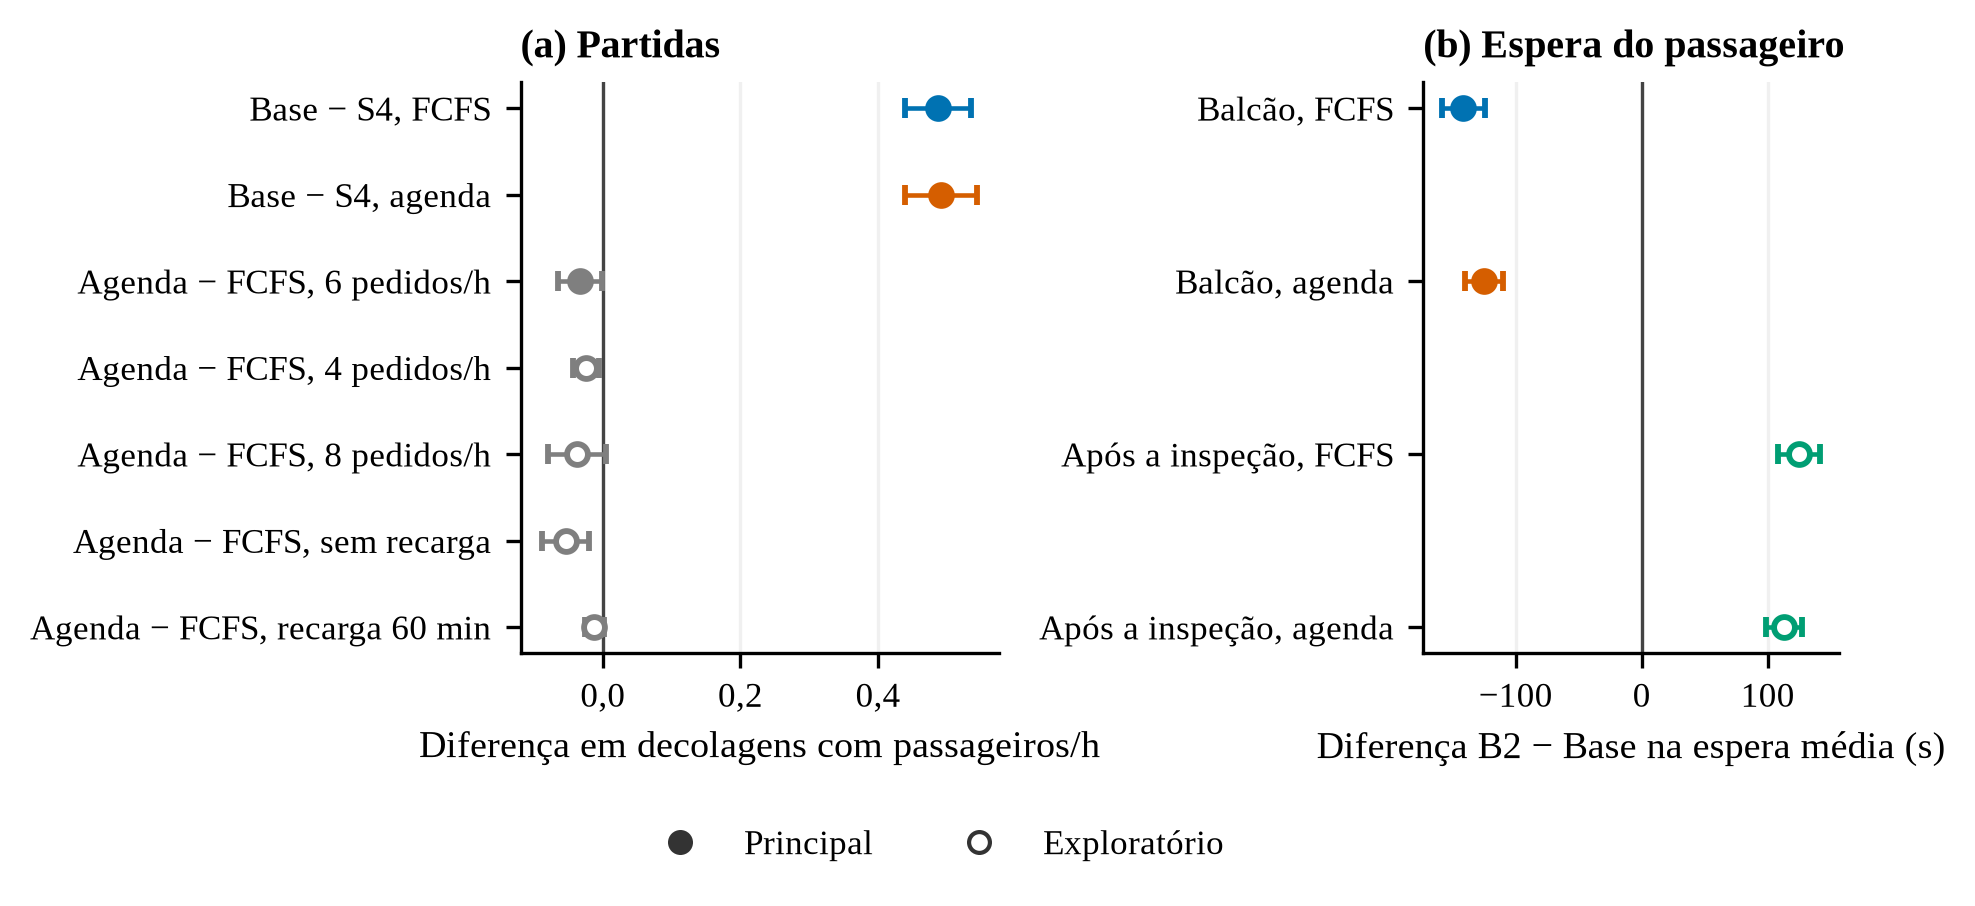 (a) Partidas
Base − S4, FCFS
Base − S4, agenda
Agenda − FCFS, 6 pedidos/h
Agenda − FCFS, 4 pedidos/h
Agenda − FCFS, 8 pedidos/h
Agenda − FCFS, sem recarga
Agenda − FCFS, recarga 60 min
0,0 0,2 0,4
Diferença em decolagens com passageiros/h
(b) Espera do passageiro
Balcão, FCFS
Balcão, agenda
Após a inspeção, FCFS
Após a inspeção, agenda
−100 0 100
Diferença B2 − Base na espera média (s)
Principal Exploratório